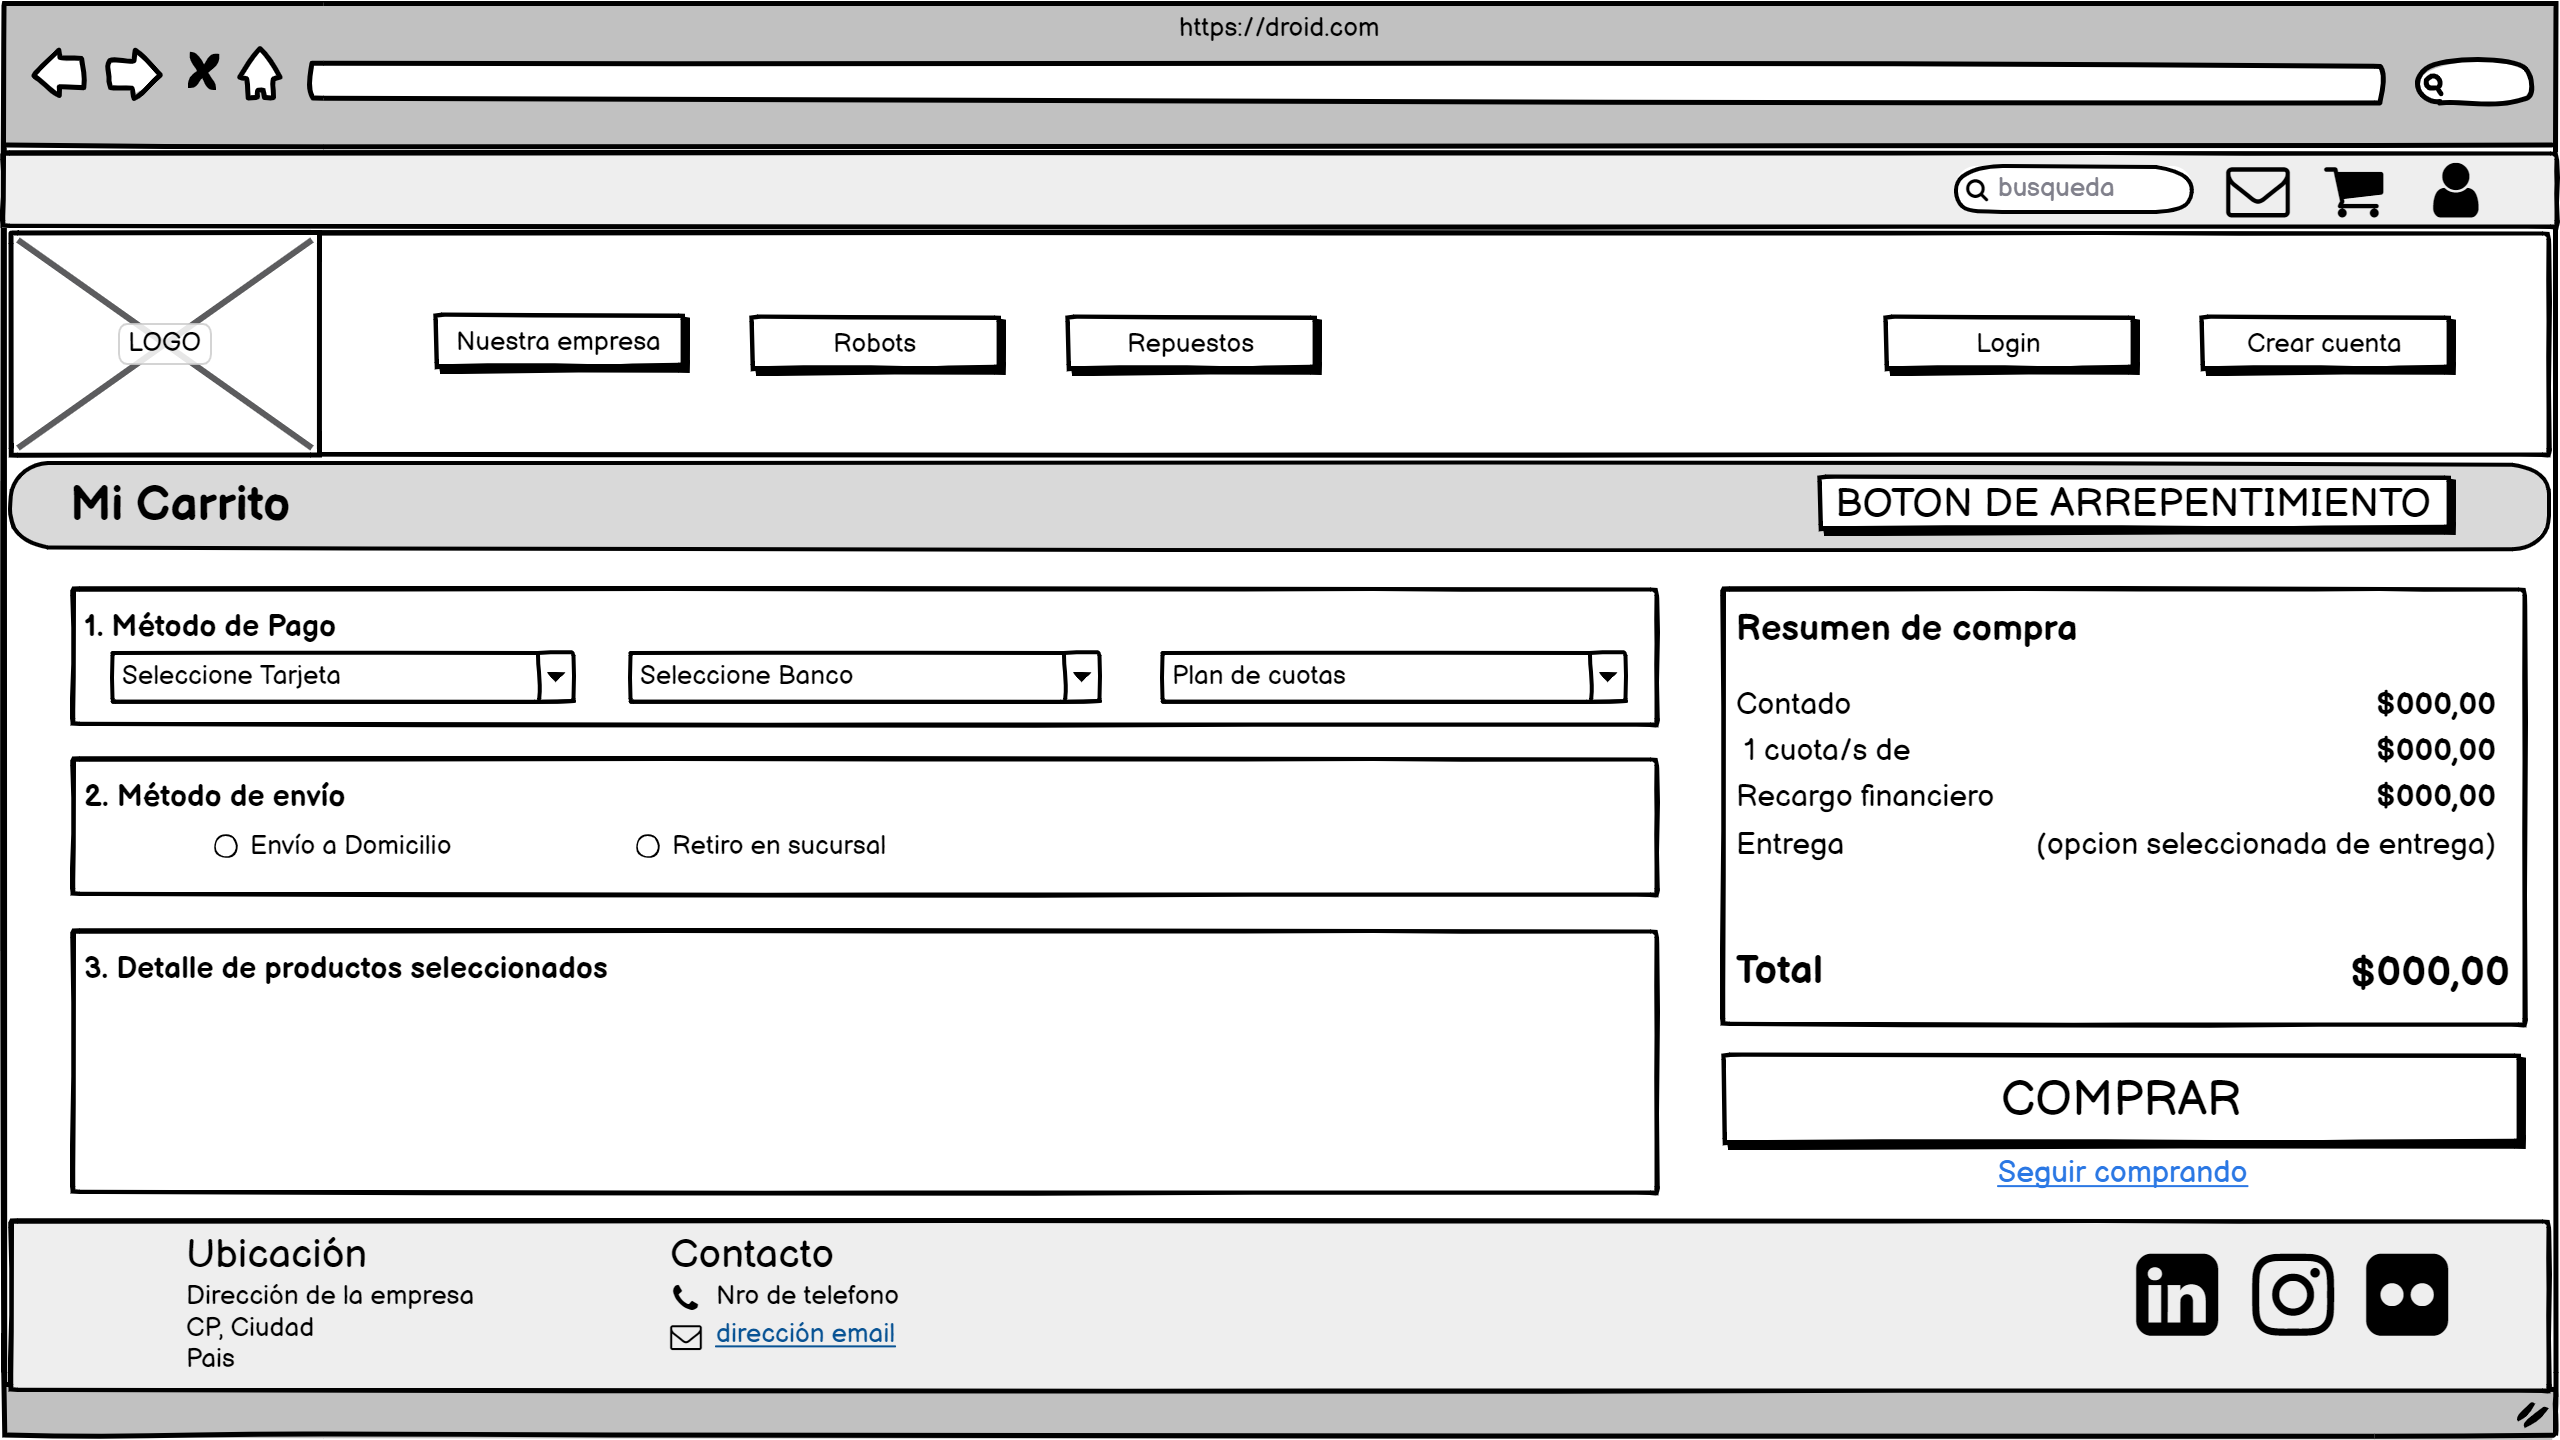 https://droid.com
busqueda
LOGO
Nuestra empresa
Robots
Repuestos
Login
Crear cuenta
Mi Carrito
BOTON DE ARREPENTIMIENTO
1. Método de Pago
Seleccione Tarjeta
Seleccione Banco
Plan de cuotas
2. Método de envío
Envío a Domicilio
Retiro en sucursal
3. Detalle de productos seleccionados
Resumen de compra
Contado $000,00
1 cuota/s de $000,00
Recargo financiero $000,00
Entrega (opcion seleccionada de entrega)
Total $000,00
COMPRAR
Seguir comprando
Ubicación
Dirección de la empresa
CP, Ciudad
Pais
Contacto
Nro de telefono
dirección email
in